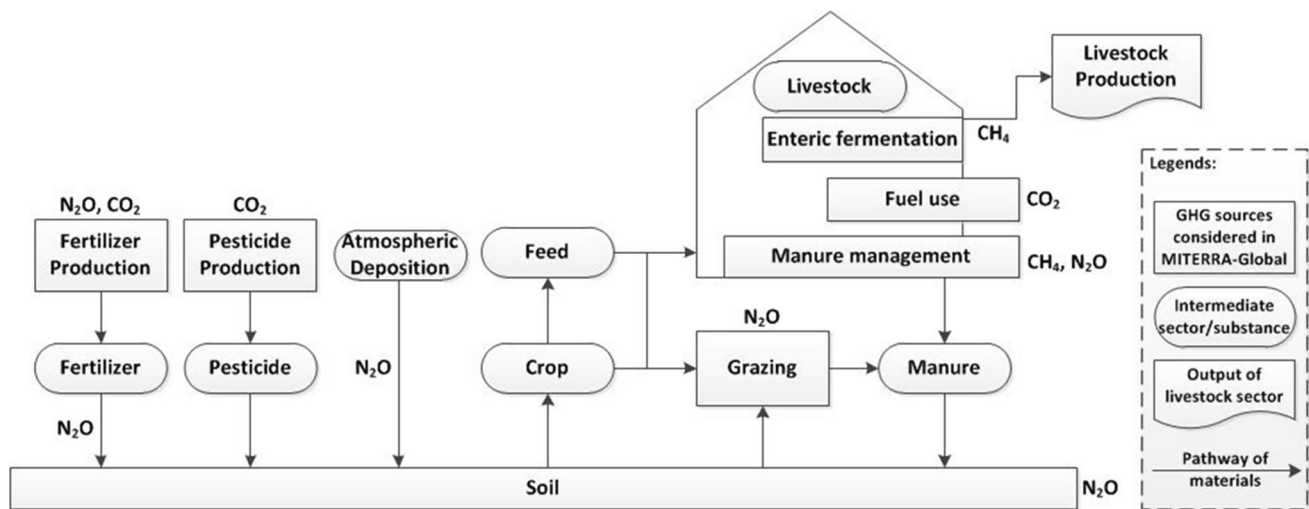 Livestock
Production
Livestock
Enteric fermentation
CH₄
Legends:
N₂O, CO₂
CO₂
Fuel use
CO₂
GHG sources
considered in
MITERRA-Global
Fertilizer
Production
Pesticide
Production
Atmospheric
Deposition
Feed
Manure management
CH₄, N₂O
Intermediate
sector/substance
N₂O
Fertilizer
Pesticide
N₂O
Crop
Grazing
Manure
Output of
livestock sector
N₂O
Pathway of
materials
Soil
N₂O